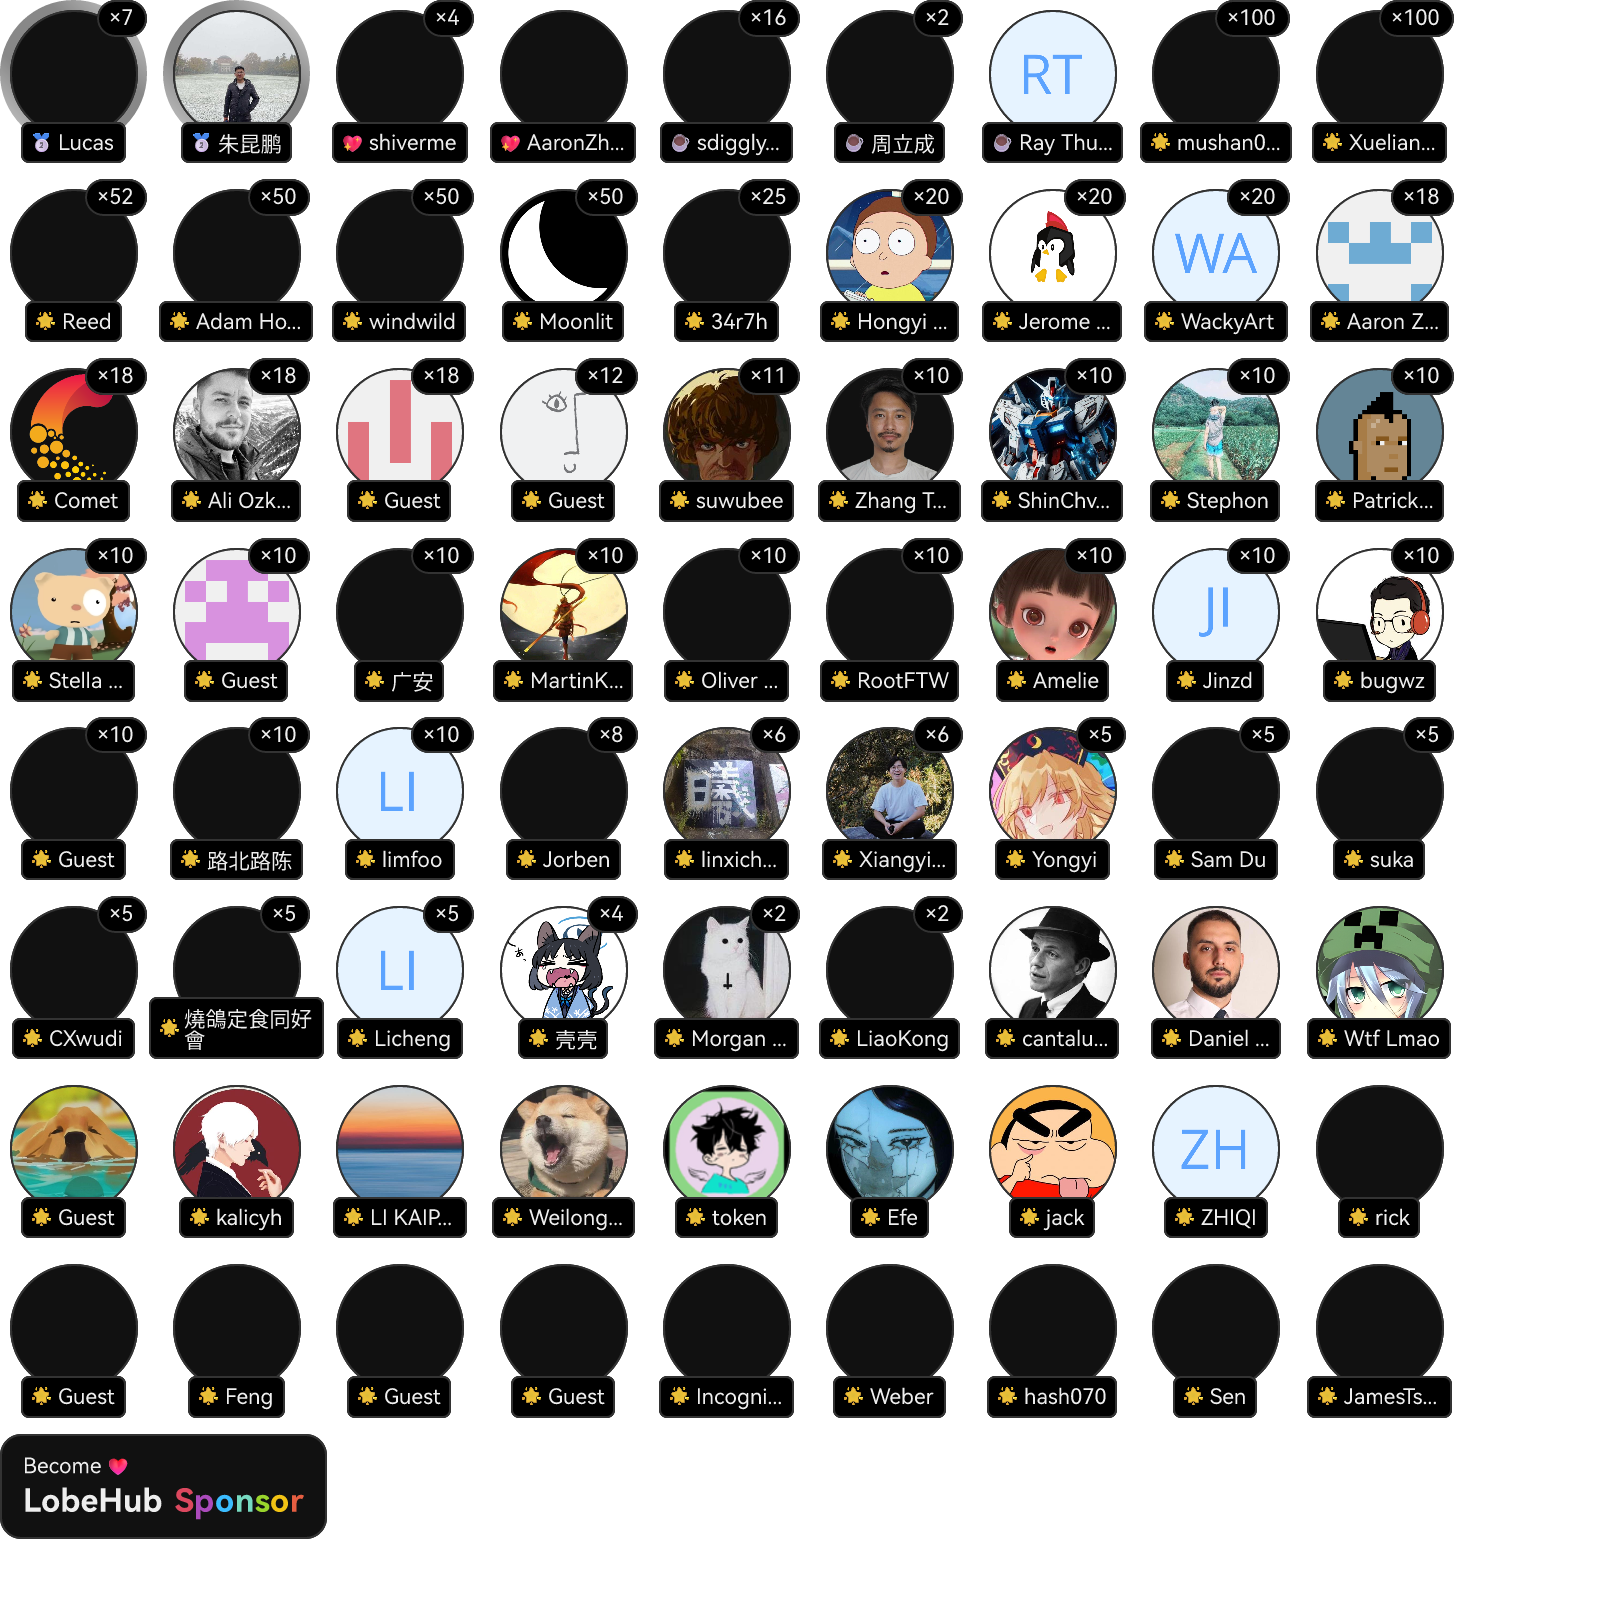 ×7
×4
×16
×2
RT
×100
×100
Lucas
朱昆鹏
shiverme
AaronZh...
sdiggly...
周立成
Ray Thu...
mushan0...
Xuelian...
×52
×50
×50
×50
×25
×20
×20
WA
×20
×18
Reed
Adam Ho...
windwild
Moonlit
34r7h
Hongyi ...
Jerome ...
WackyArt
Aaron Z...
×18
×18
×18
×12
×11
×10
×10
×10
×10
Comet
Ali Ozk...
Guest
Guest
suwubee
Zhang T...
ShinChv...
Stephon
Patrick...
×10
×10
×10
×10
×10
×10
×10
JI
×10
×10
Stella ...
Guest
广安
MartinK...
Oliver ...
RootFTW
Amelie
Jinzd
bugwz
×10
×10
LI
×10
×8
×6
×6
×5
×5
×5
Guest
路北路陈
limfoo
Jorben
linxich...
Xiangyi...
Yongyi
Sam Du
suka
×5
×5
LI
×5
×4
×2
×2
CXwudi
燒鴿定食同好
會
Licheng
壳壳
Morgan ...
LiaoKong
cantalu...
Daniel ...
Wtf Lmao
ZH
Guest
kalicyh
LI KAIP...
Weilong...
token
Efe
jack
ZHIQI
rick
Guest
Feng
Guest
Guest
Incogni...
Weber
hash070
Sen
JamesTs...
Become
LobeHub Sponsor